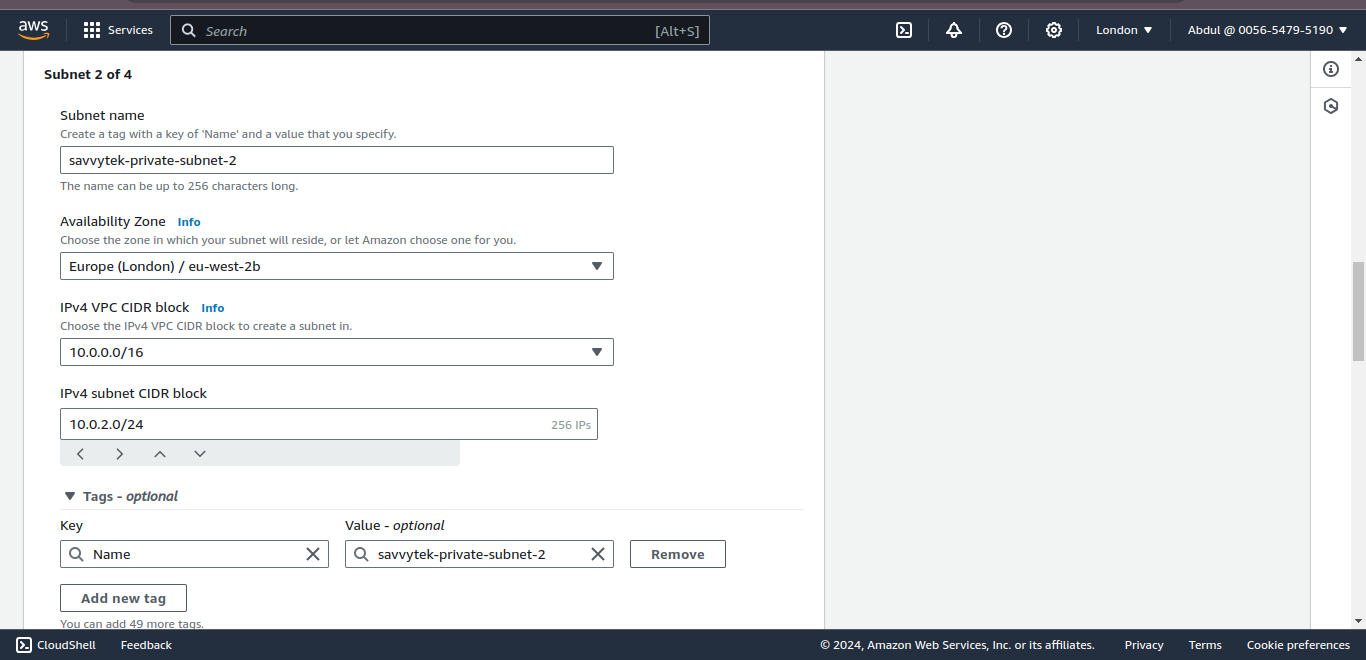 aws Services Search [Alt+S] London Abdul @ 0056-5479-5190
Subnet 2 of 4
Subnet name
Create a tag with a key of 'Name' and a value that you specify.
savvytek-private-subnet-2
The name can be up to 256 characters long.
Availability Zone Info
Choose the zone in which your subnet will reside, or let Amazon choose one for you.
Europe (London) / eu-west-2b
IPv4 VPC CIDR block Info
Choose the IPv4 VPC CIDR block to create a subnet in.
10.0.0.0/16
IPv4 subnet CIDR block
10.0.2.0/24 256 IPs
Tags - optional
Key Value - optional
Name savvytek-private-subnet-2 Remove
Add new tag
You can add 49 more tags.
CloudShell Feedback © 2024, Amazon Web Services, Inc. or its affiliates. Privacy Terms Cookie preferences